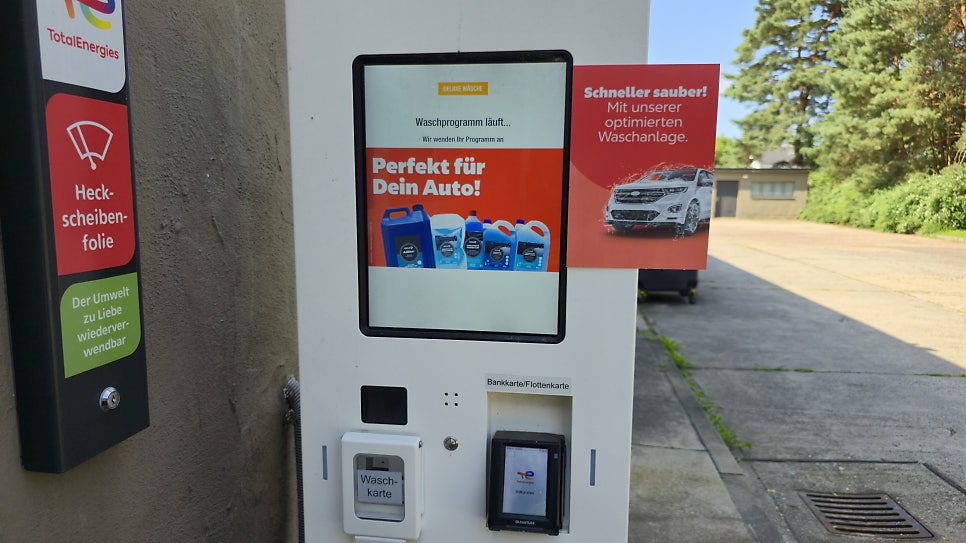 TotalEnergies
Heck-
scheiben-
folie
Der Umwelt
zu Liebe
wiederver-
wendbar
DELUXE WÄSCHE
Waschprogramm läuft...
Wir wenden Ihr Programm an
Perfekt für
Dein Auto!
Schneller sauber!
Mit unserer
optimierten
Waschanlage.
Bankkarte/Flottenkarte
Wasch-
karte
TotalEnergies